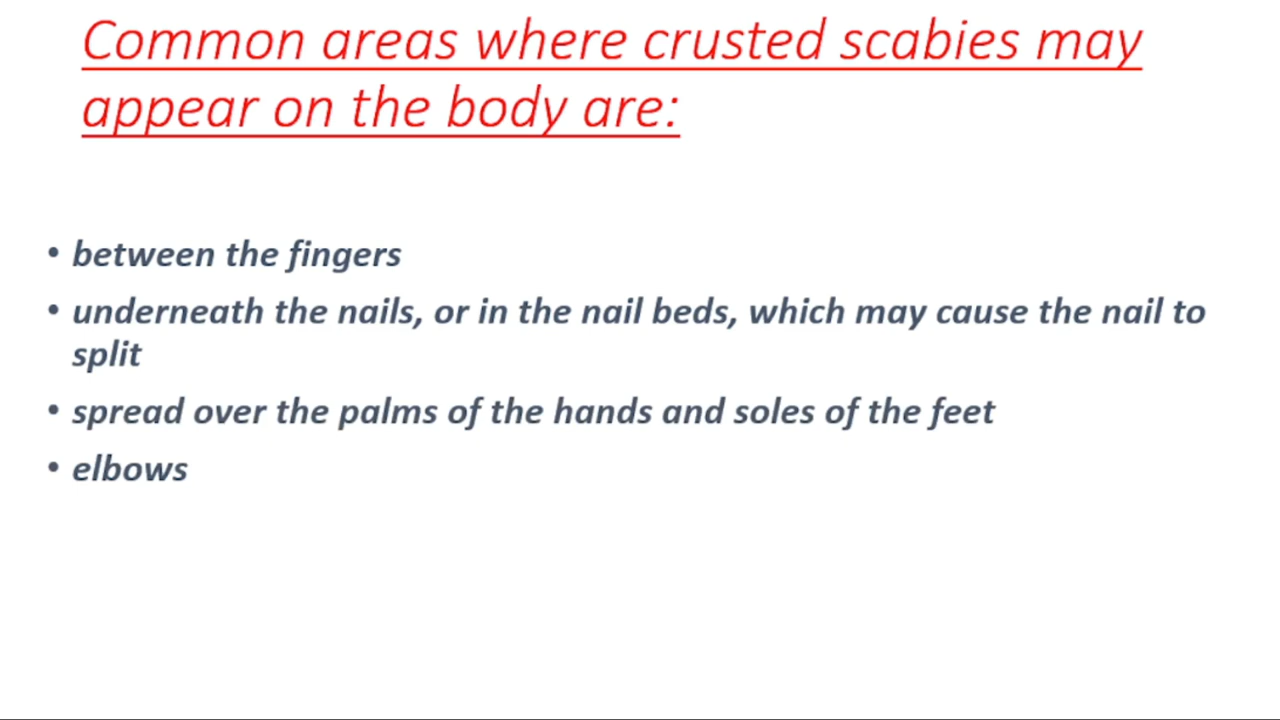 Common areas where crusted scabies may
appear on the body are:
• between the fingers
• underneath the nails, or in the nail beds, which may cause the nail to
split
• spread over the palms of the hands and soles of the feet
• elbows